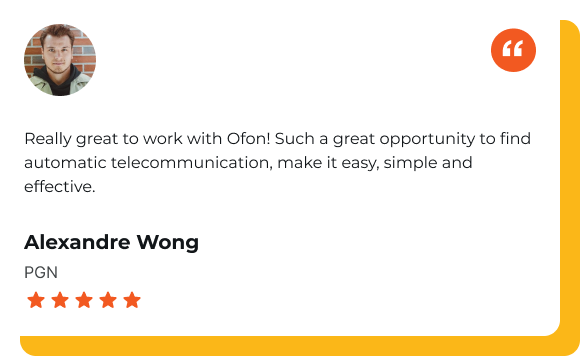 Really great to work with Ofon! Such a great opportunity to find
automatic telecommunication, make it easy, simple and
effective.
Alexandre Wong
PGN